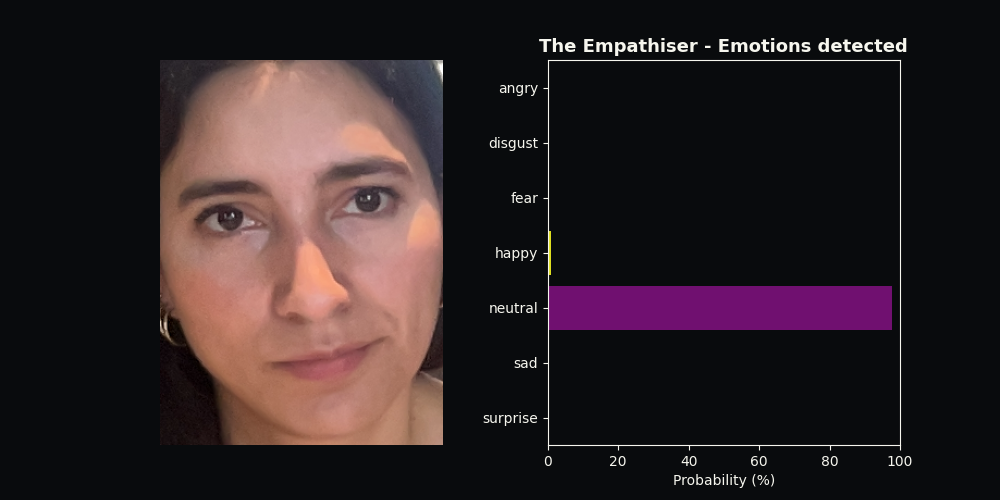 The Empathiser - Emotions detected
angry
disgust
fear
happy
neutral
sad
surprise
0 20 40 60 80 100
Probability (%)